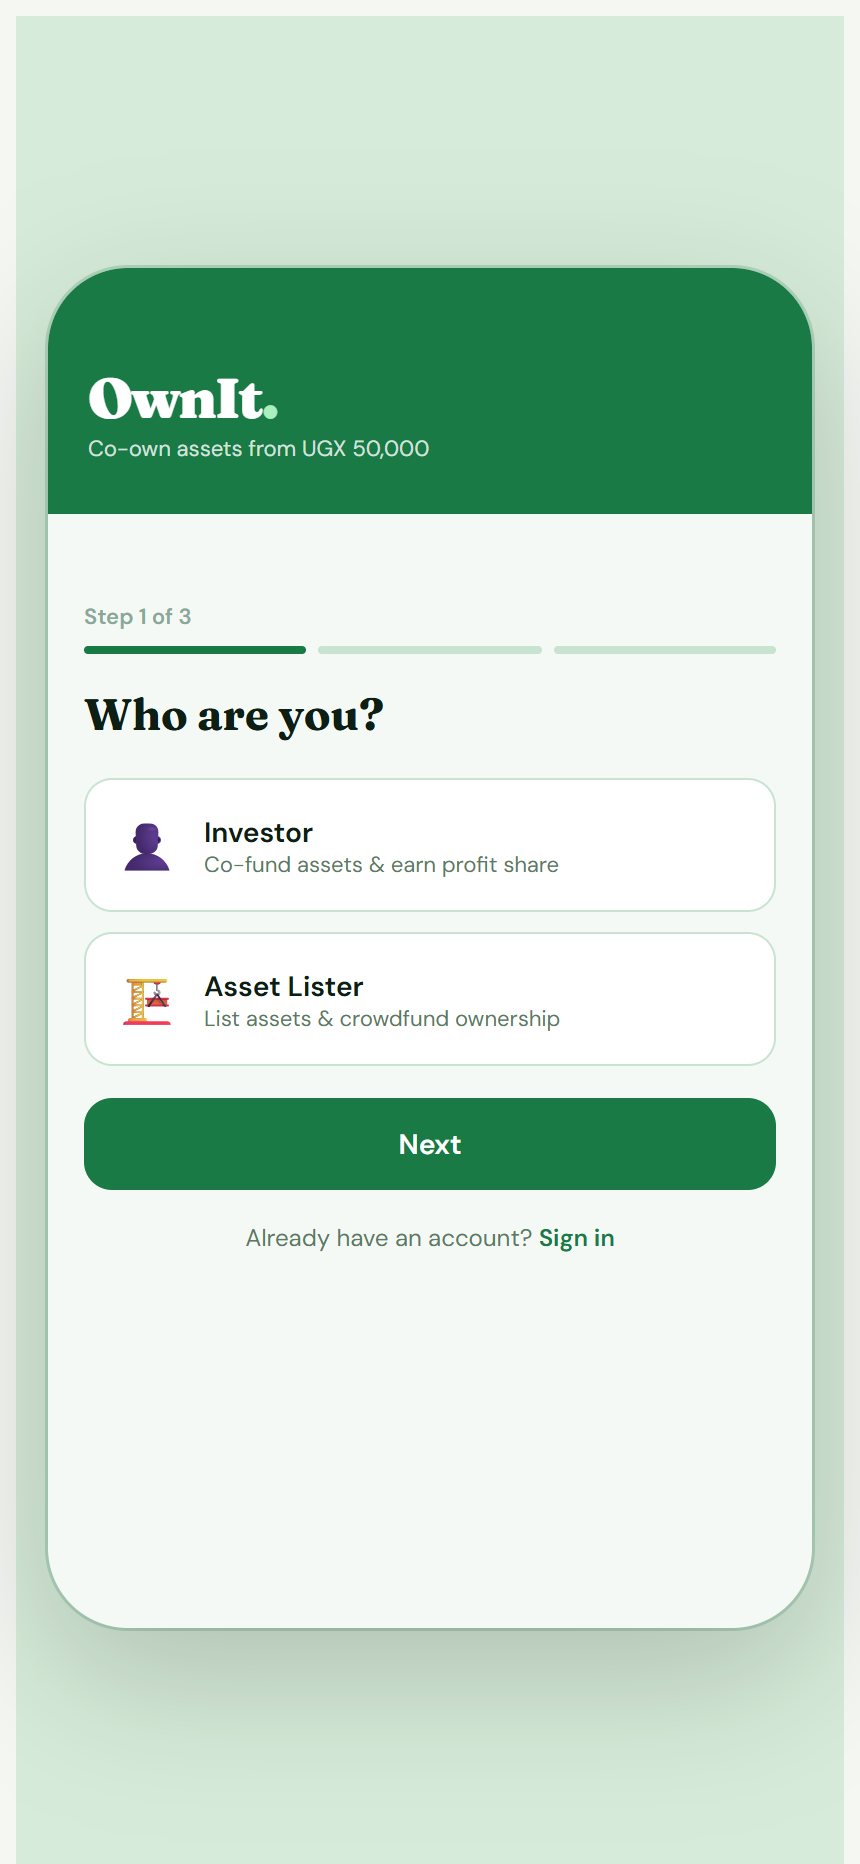 OwnIt.
Co-own assets from UGX 50,000
Step 1 of 3
Who are you?
Investor
Co-fund assets & earn profit share
Asset Lister
List assets & crowdfund ownership
Next
Already have an account? Sign in